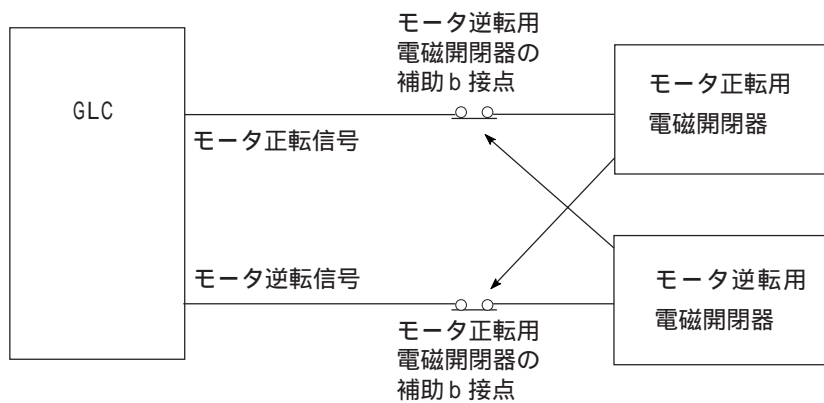 モータ逆転用
電磁開閉器の
補助b接点
GLC
モータ正転信号
モータ正転用
電磁開閉器
モータ逆転信号
モータ正転用
電磁開閉器の
補助b接点
モータ逆転用
電磁開閉器